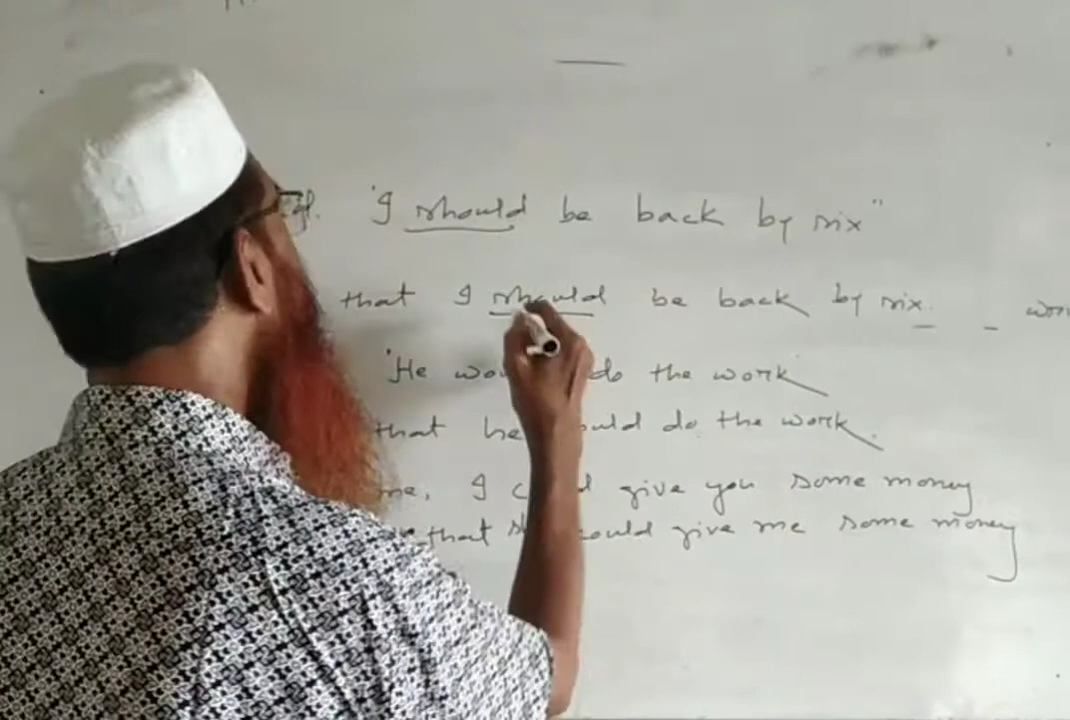 "I should be back by six"
that I should be back by six. won
'He do the work
that he would do the work.
me, I could give you some money
that she could give me some money